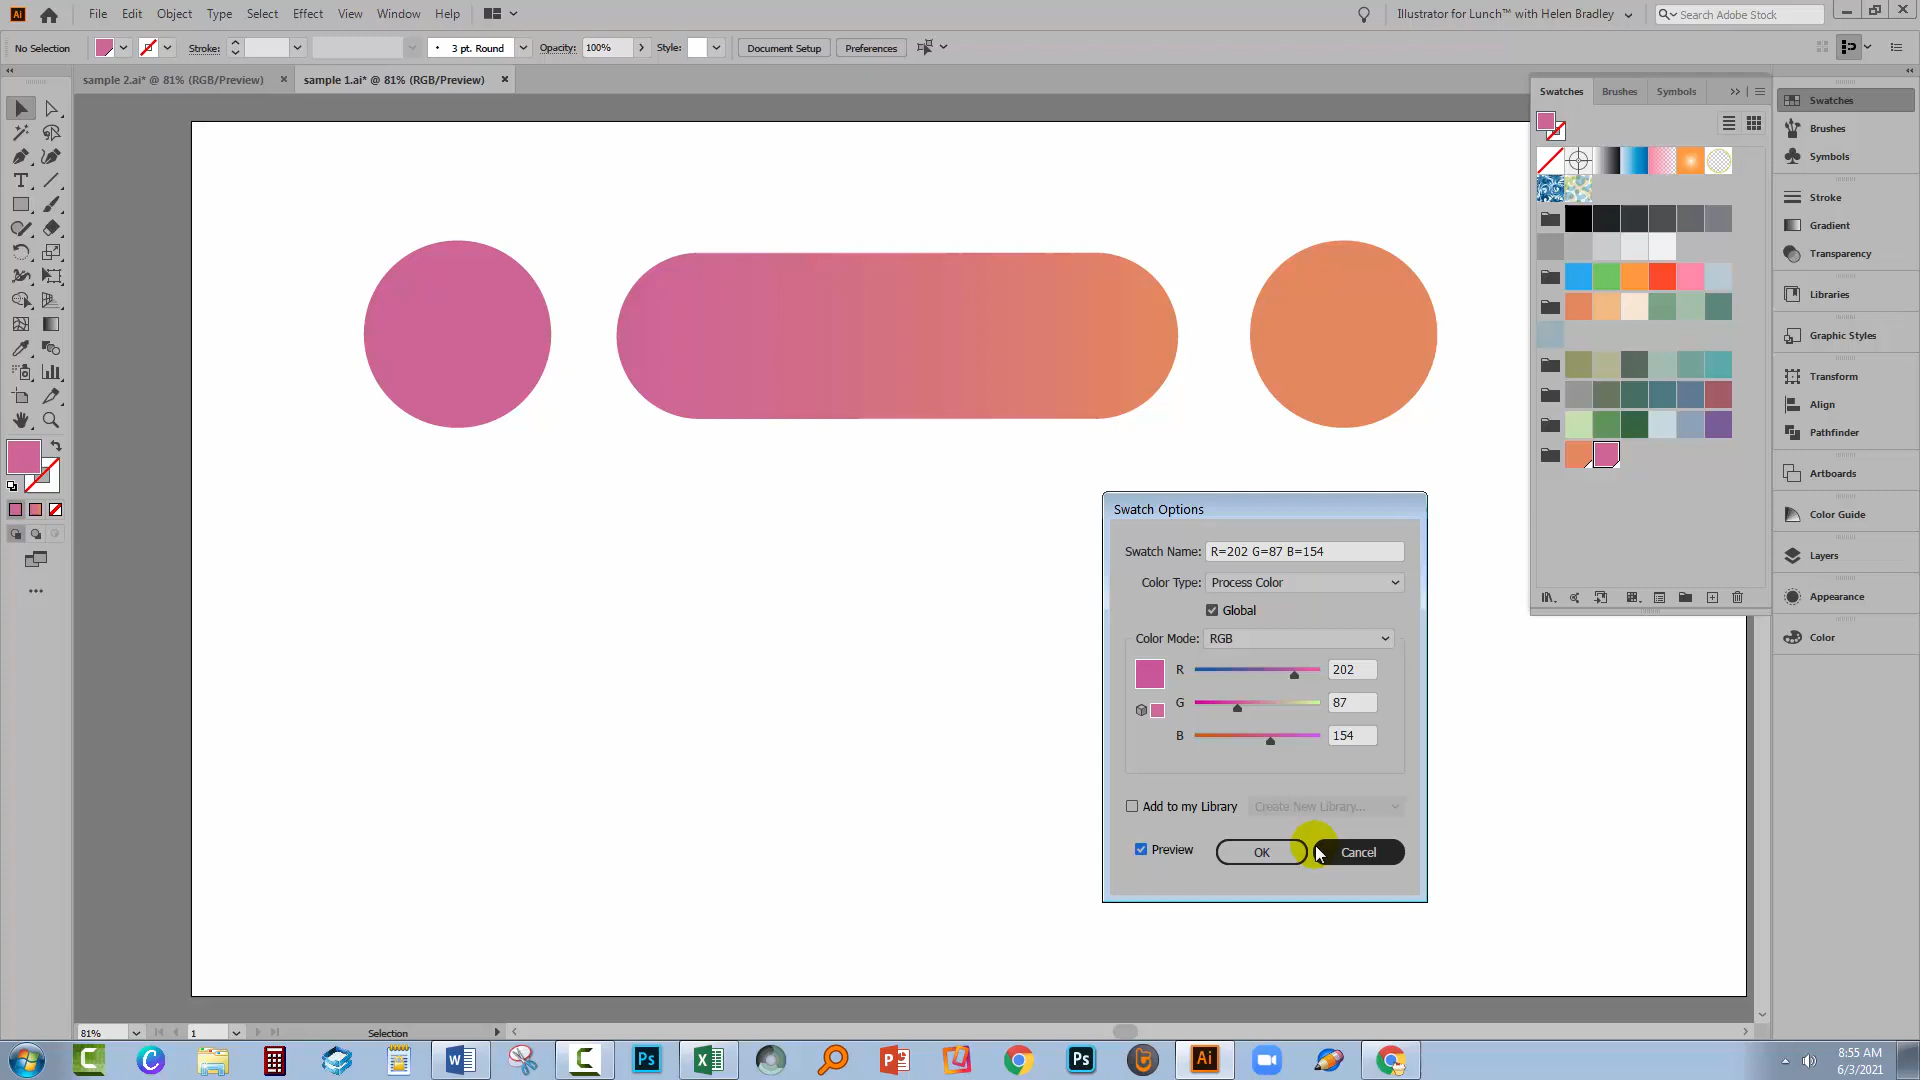 Ai File Edit Object Type Select Effect View Window Help Illustrator for Lunch™ with Helen Bradley Search Adobe Stock
No Selection Stroke: 3 pt. Round Opacity: 100% Style: Document Setup Preferences
sample 2.ai* @ 81% (RGB/Preview) × sample 1.ai* @ 81% (RGB/Preview) ×
Swatches Brushes Symbols
Swatches
Brushes
Symbols
Stroke
Gradient
Transparency
Libraries
Graphic Styles
Transform
Align
Pathfinder
Artboards
Color Guide
Layers
Appearance
Color
Swatch Options
Swatch Name: R=202 G=87 B=154
Color Type: Process Color
Global
Color Mode: RGB
R 202
G 87
B 154
Add to my Library Create New Library...
Preview OK Cancel
81% 1 Selection
8:55 AM
6/3/2021